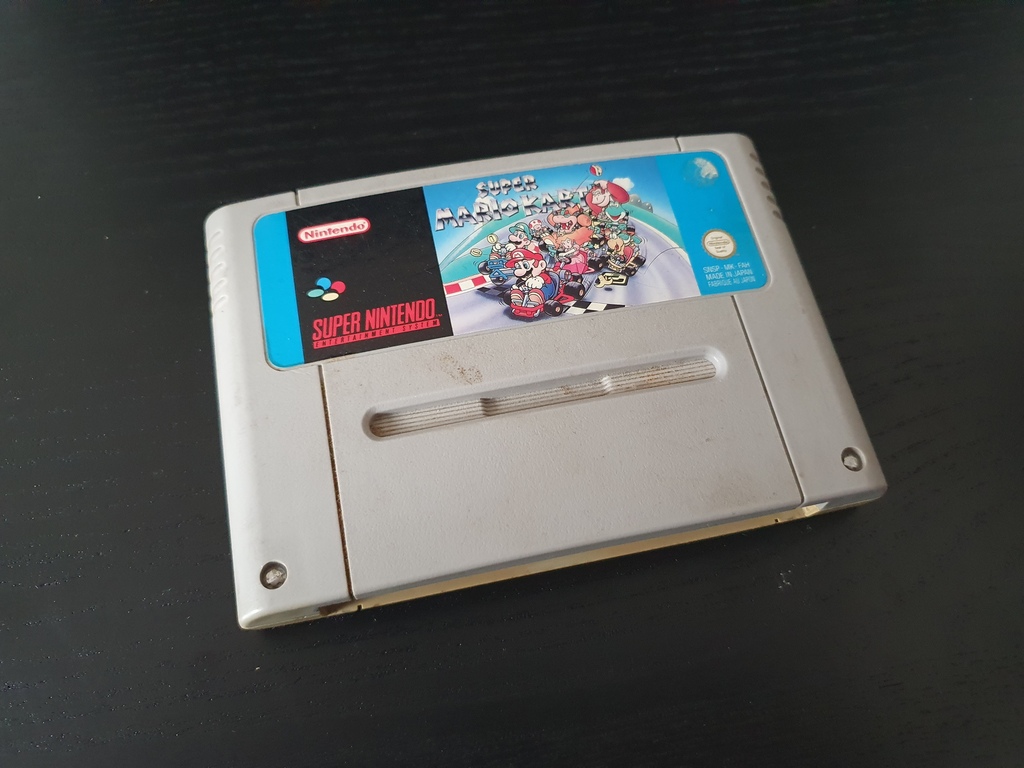 Nintendo
SUPER NINTENDO
ENTERTAINMENT SYSTEM
SUPER
MARIO KART
SNSP - MK - FAH
MADE IN JAPAN
FABRIQUÉ AU JAPON